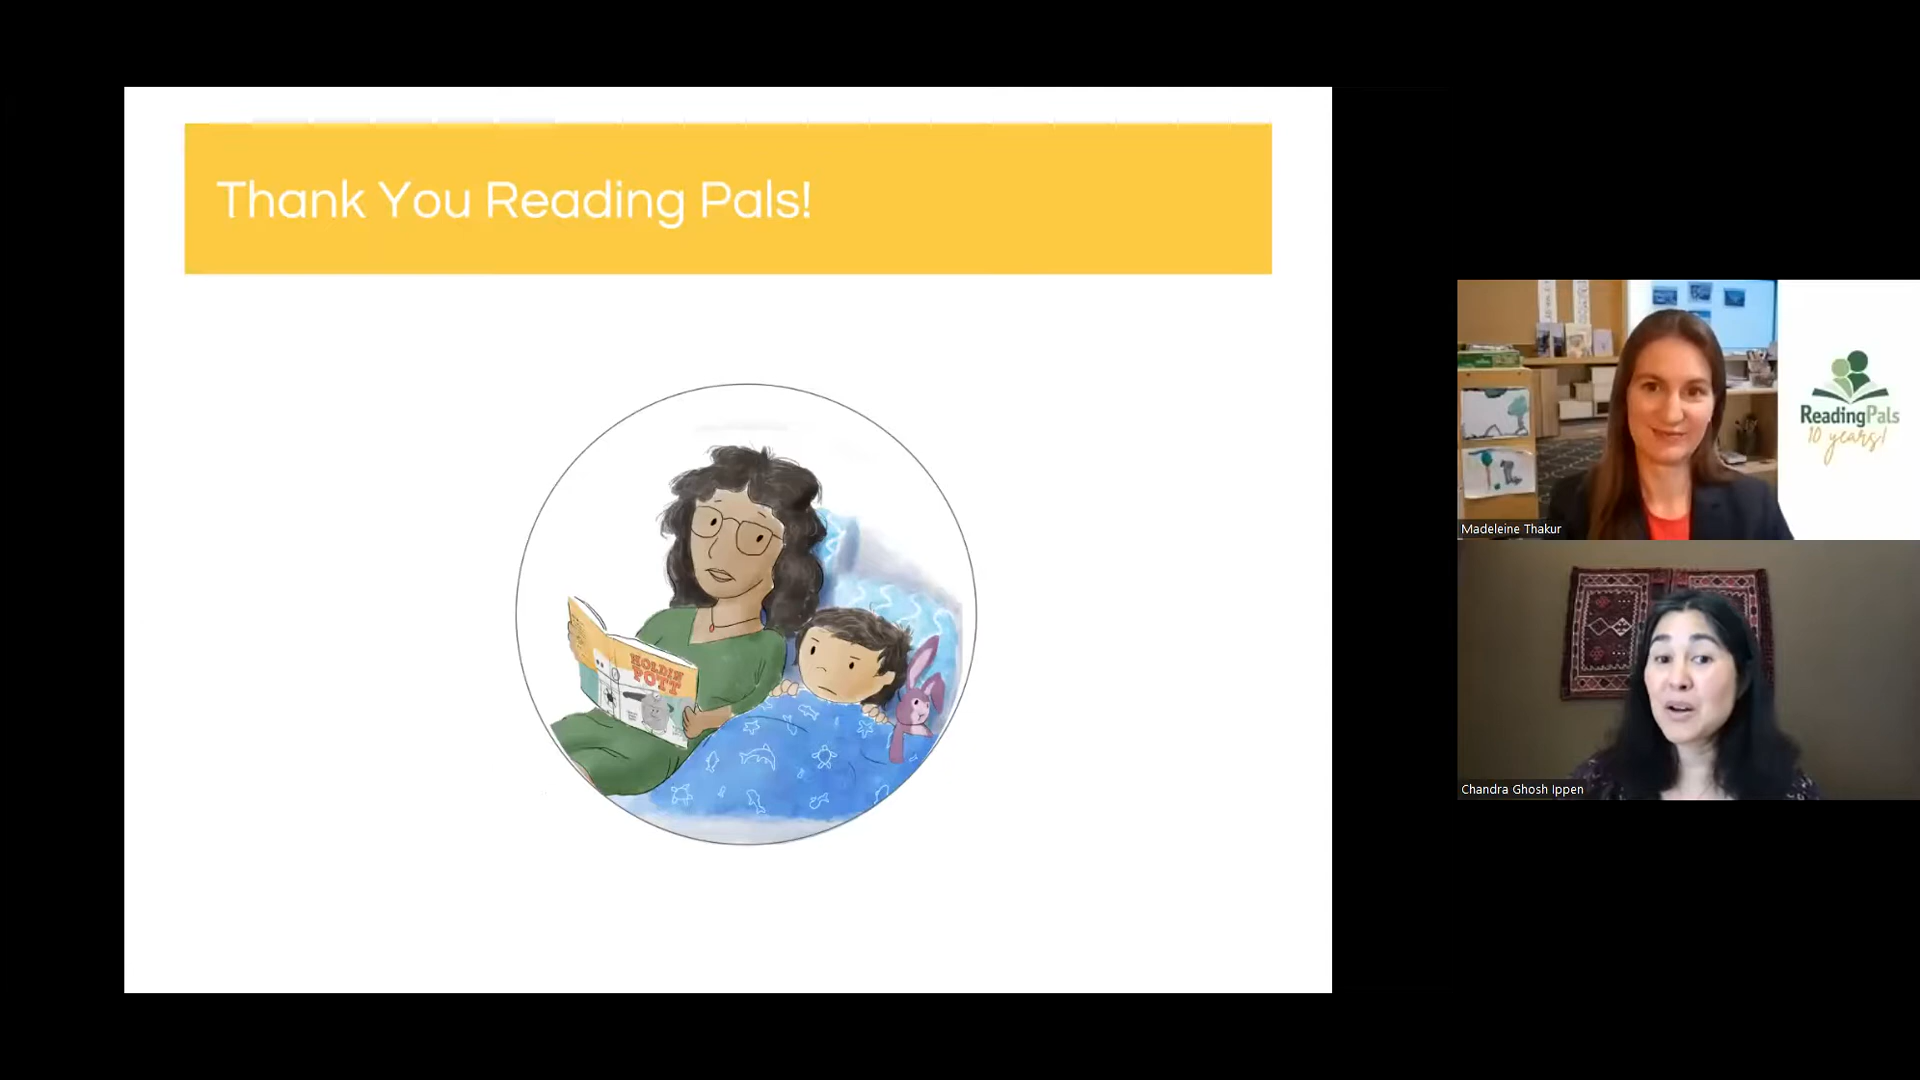 Thank You Reading Pals!
HOLDIN
POTT
ReadingPals
10 years!
Madeleine Thakur
Chandra Ghosh Ippen